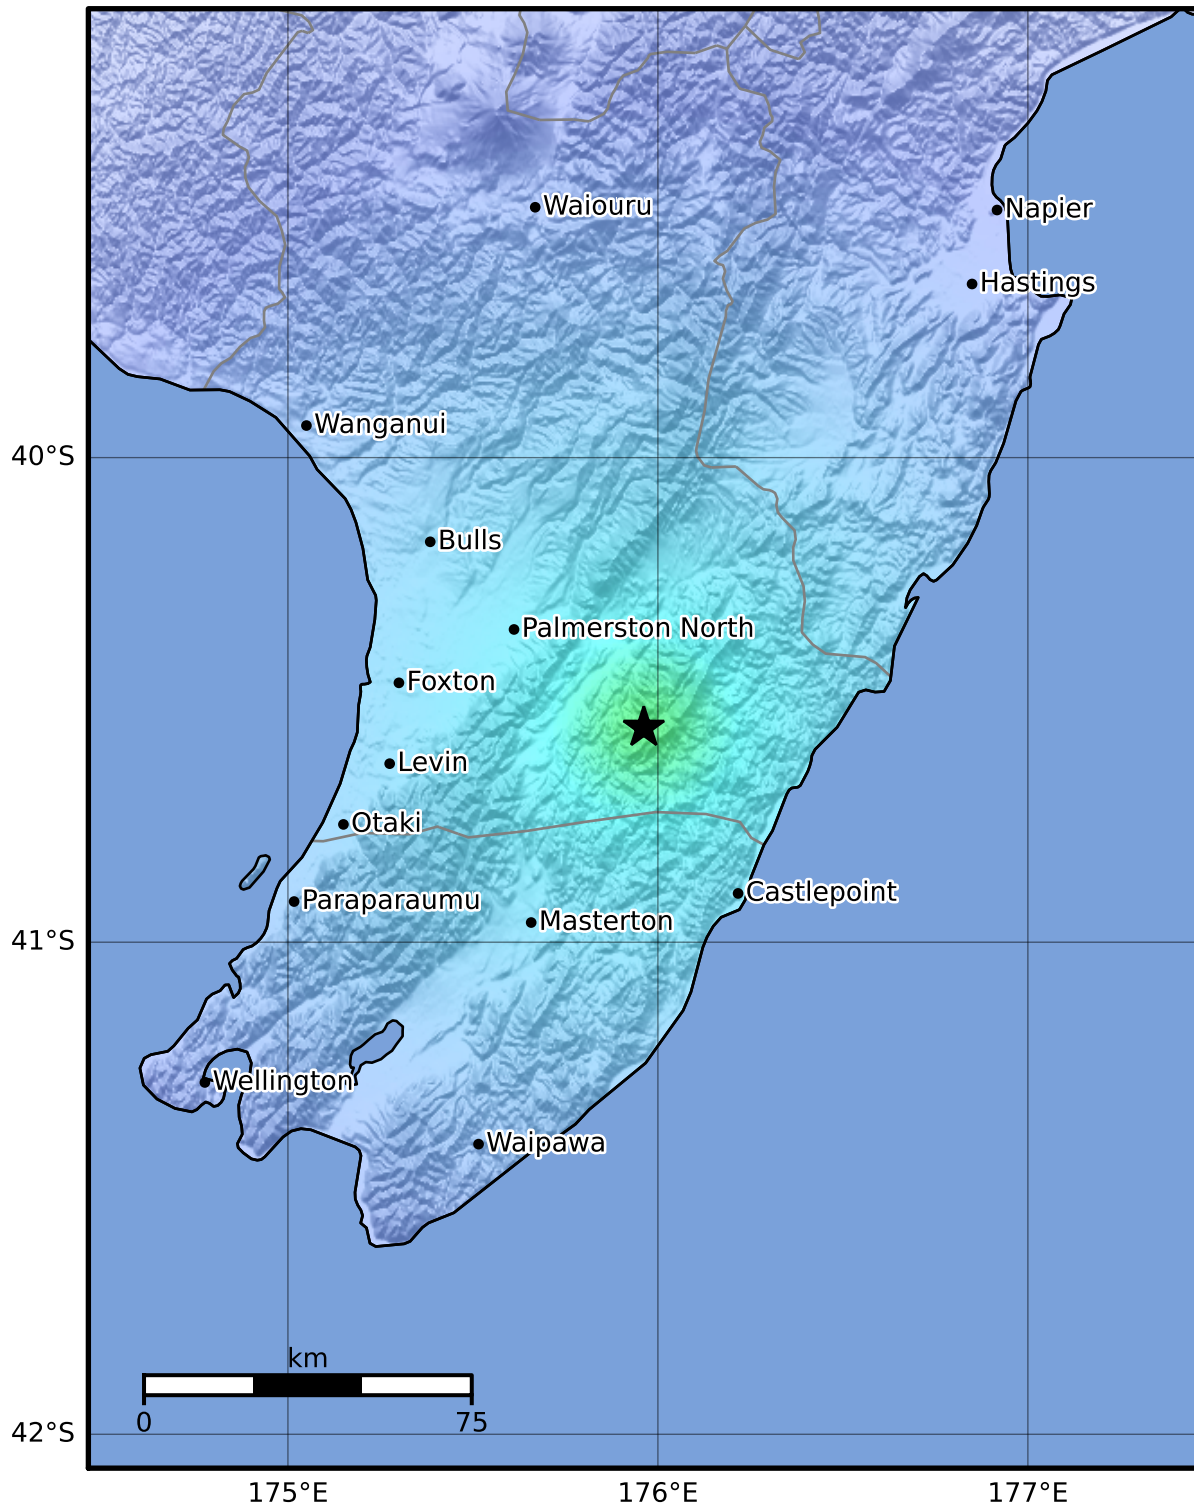 Waiouru
Napier
Hastings
Wanganui
40°S
Bulls
Palmerston North
Foxton
Levin
Otaki
Paraparaumu
Castlepoint
Masterton
41°S
Wellington
Waipawa
km
0
75
42°S
175°E
176°E
177°E